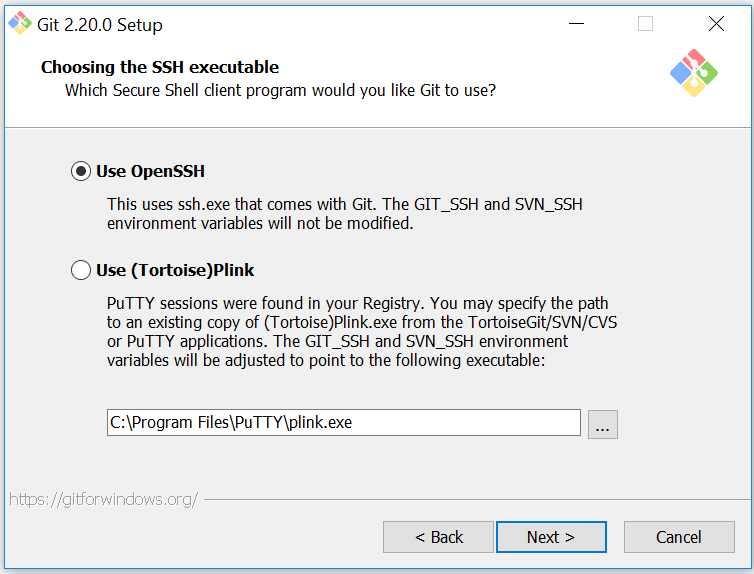 Git 2.20.0 Setup
Choosing the SSH executable
Which Secure Shell client program would you like Git to use?
Use OpenSSH
This uses ssh.exe that comes with Git. The GIT_SSH and SVN_SSH
environment variables will not be modified.
Use (Tortoise)Plink
PuTTY sessions were found in your Registry. You may specify the path
to an existing copy of (Tortoise)Plink.exe from the TortoiseGit/SVN/CVS
or PuTTY applications. The GIT_SSH and SVN_SSH environment
variables will be adjusted to point to the following executable:
C:\Program Files\PuTTY\plink.exe
...
https://gitforwindows.org/
< Back
Next >
Cancel